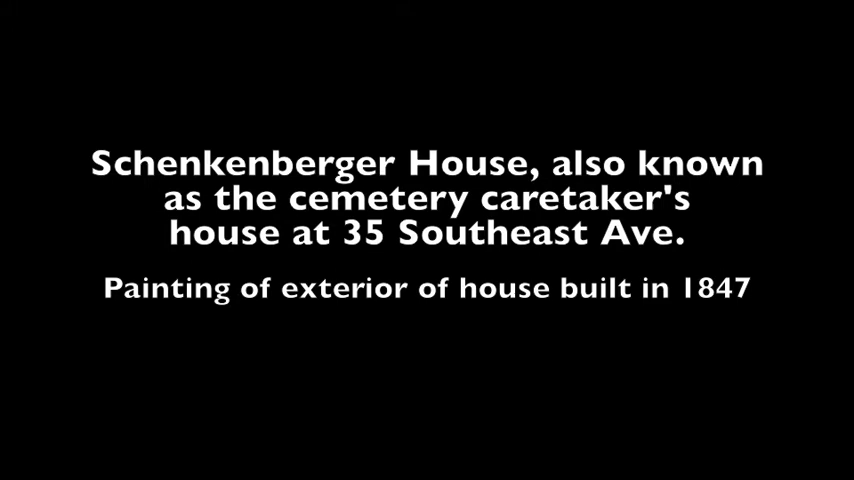 Schenkenberger House, also known
as the cemetery caretaker's
house at 35 Southeast Ave.
Painting of exterior of house built in 1847